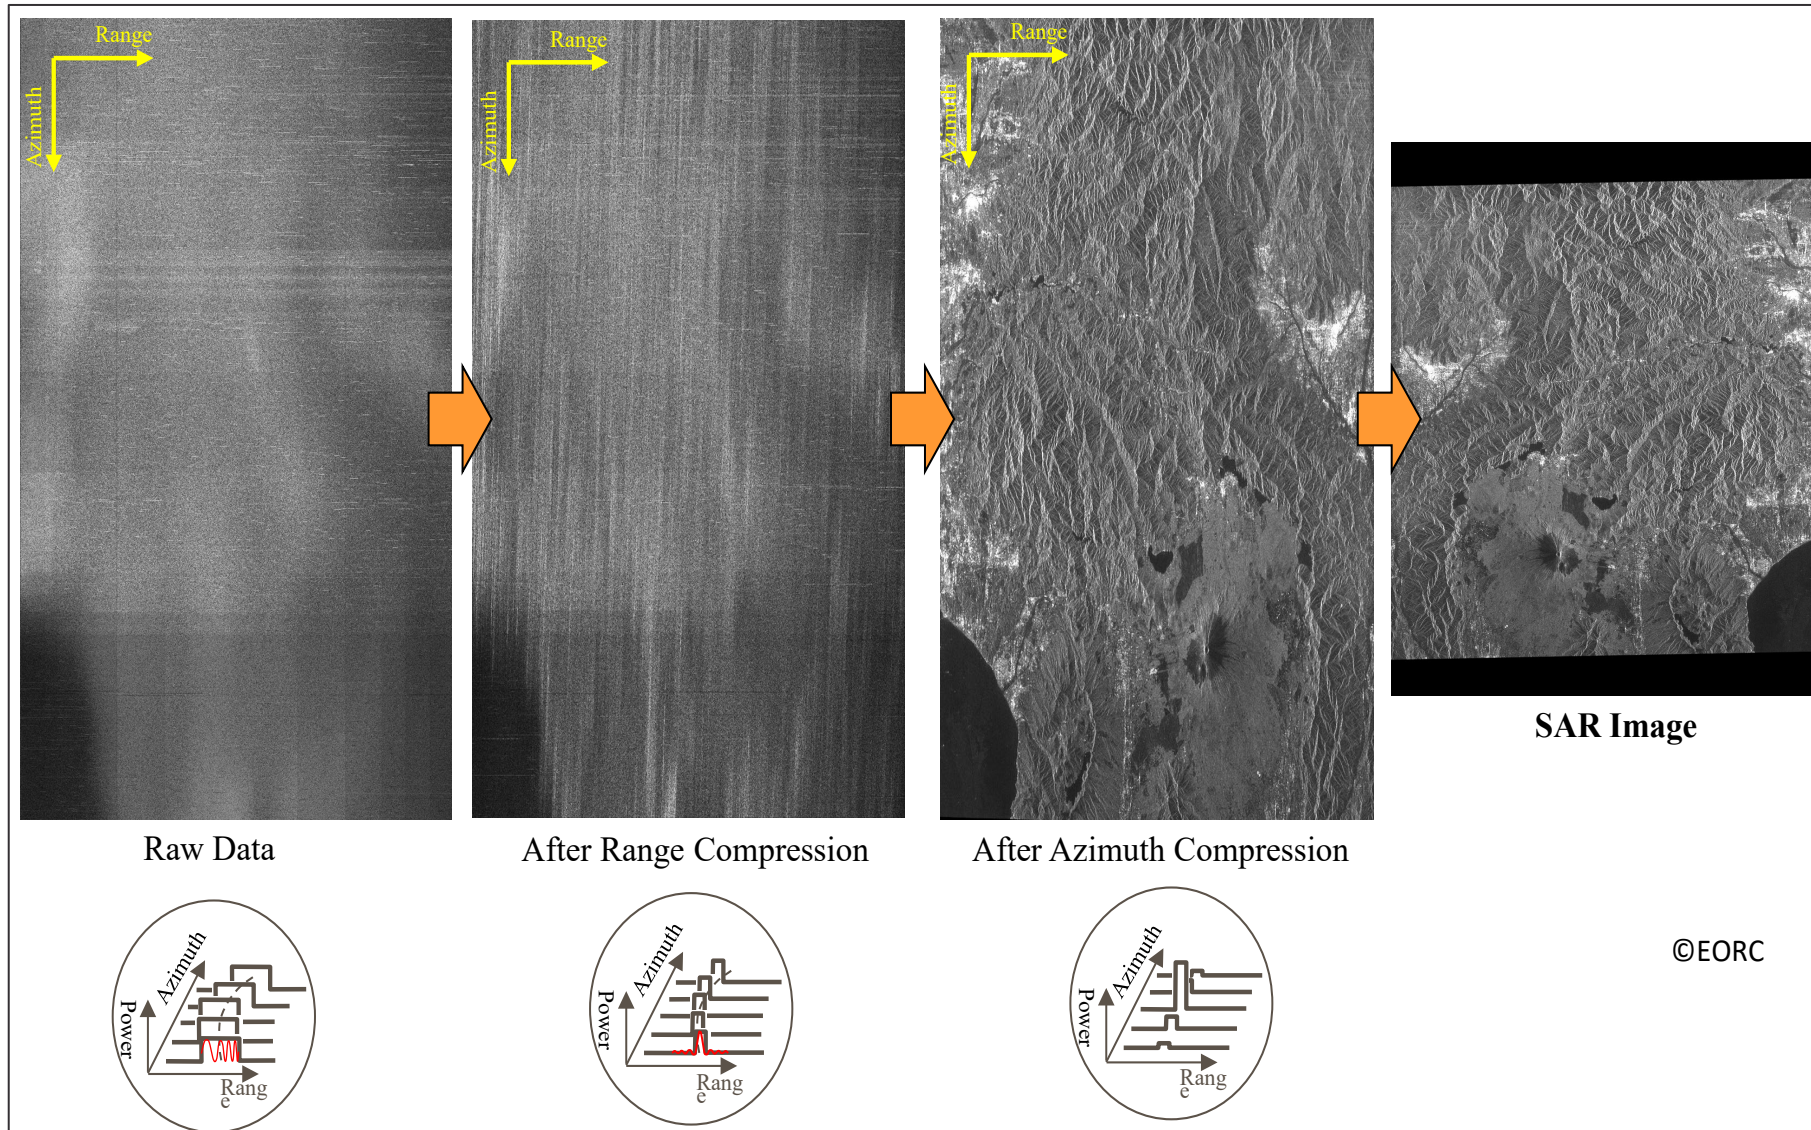 Range
Azimuth
Range
Azimuth
Range
Azimuth
SAR Image
Raw Data
After Range Compression
After Azimuth Compression
Azimuth
Power
Rang
e
Azimuth
Power
Rang
e
Azimuth
Power
Rang
e
©EORC